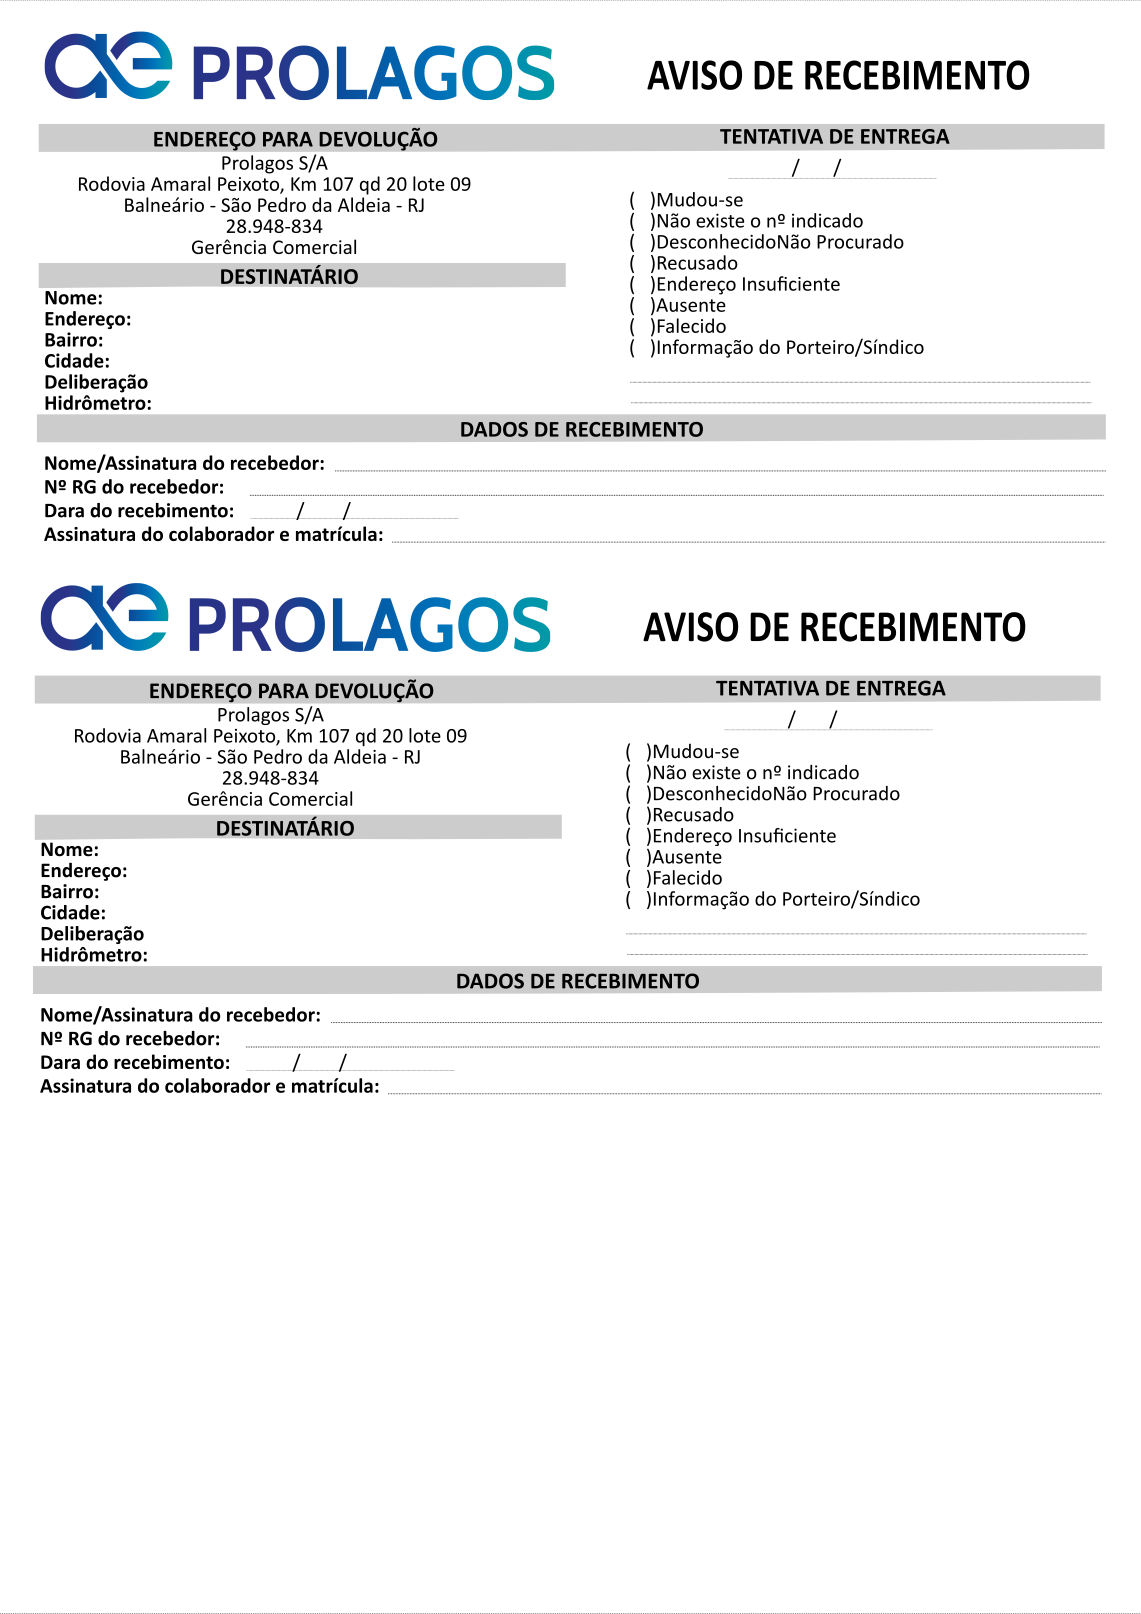 ae PROLAGOS
AVISO DE RECEBIMENTO
ENDEREÇO PARA DEVOLUÇÃO
Prolagos S/A
Rodovia Amaral Peixoto, Km 107 qd 20 lote 09
Balneário - São Pedro da Aldeia - RJ
28.948-834
Gerência Comercial
DESTINATÁRIO
Nome:
Endereço:
Bairro:
Cidade:
Deliberação
Hidrômetro:
TENTATIVA DE ENTREGA
/ /
( )Mudou-se
( )Não existe o nº indicado
( )DesconhecidoNão Procurado
( )Recusado
( )Endereço Insuficiente
( )Ausente
( )Falecido
( )Informação do Porteiro/Síndico
DADOS DE RECEBIMENTO
Nome/Assinatura do recebedor:
Nº RG do recebedor:
Dara do recebimento: / /
Assinatura do colaborador e matrícula:
ae PROLAGOS
AVISO DE RECEBIMENTO
ENDEREÇO PARA DEVOLUÇÃO
Prolagos S/A
Rodovia Amaral Peixoto, Km 107 qd 20 lote 09
Balneário - São Pedro da Aldeia - RJ
28.948-834
Gerência Comercial
DESTINATÁRIO
Nome:
Endereço:
Bairro:
Cidade:
Deliberação
Hidrômetro:
TENTATIVA DE ENTREGA
/ /
( )Mudou-se
( )Não existe o nº indicado
( )DesconhecidoNão Procurado
( )Recusado
( )Endereço Insuficiente
( )Ausente
( )Falecido
( )Informação do Porteiro/Síndico
DADOS DE RECEBIMENTO
Nome/Assinatura do recebedor:
Nº RG do recebedor:
Dara do recebimento: / /
Assinatura do colaborador e matrícula: